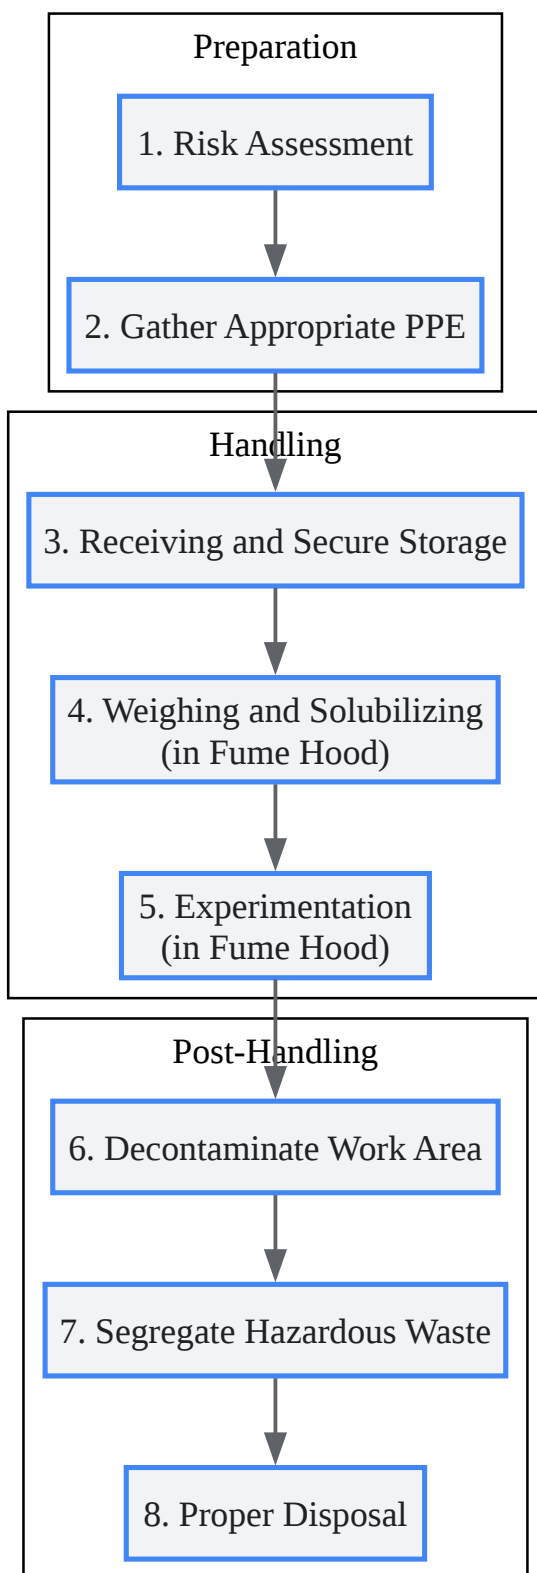 Preparation
1. Risk Assessment
2. Gather Appropriate PPE
Handling
3. Receiving and Secure Storage
4. Weighing and Solubilizing
(in Fume Hood)
5. Experimentation
(in Fume Hood)
Post-Handling
6. Decontaminate Work Area
7. Segregate Hazardous Waste
8. Proper Disposal